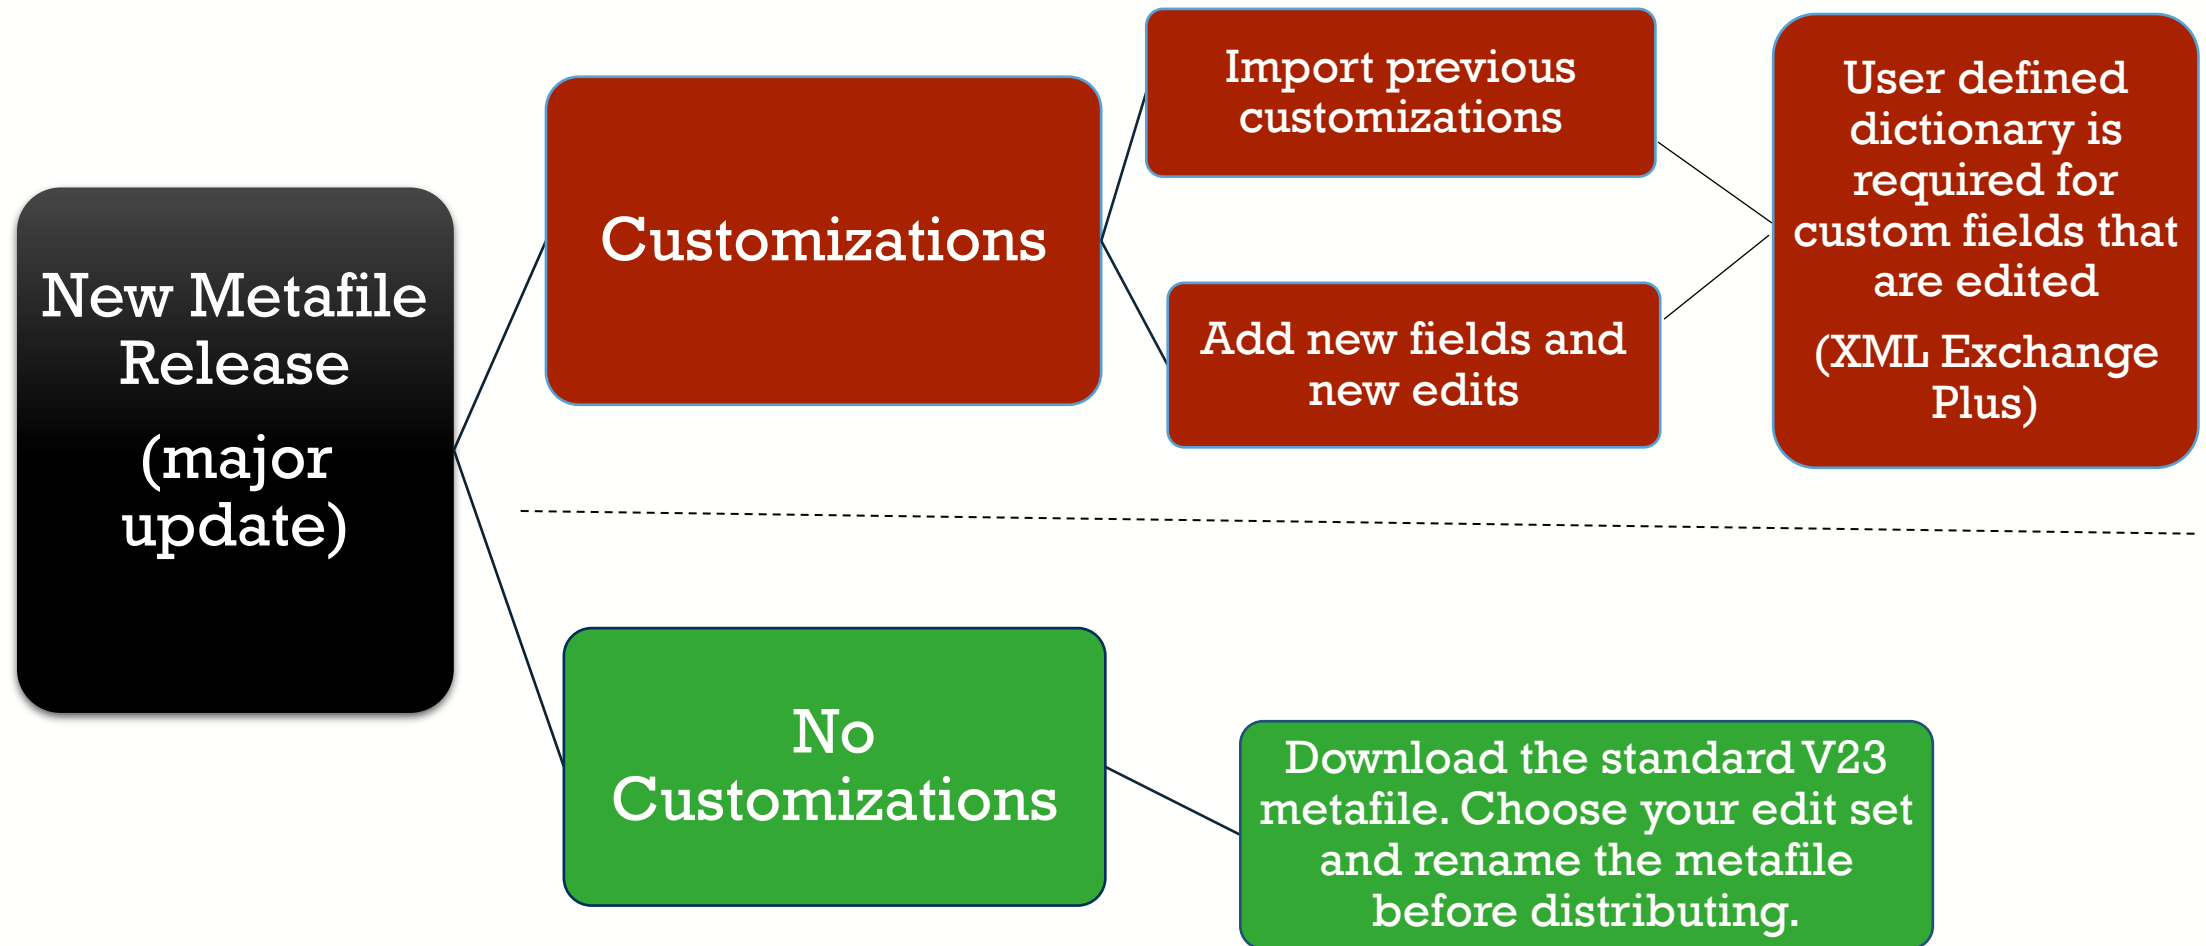 New Metafile
Release
(major
update)
Customizations
Import previous
customizations
Add new fields and
new edits
User defined
dictionary is
required for
custom fields that
are edited
(XML Exchange
Plus)
No
Customizations
Download the standard V23
metafile. Choose your edit set
and rename the metafile
before distributing.